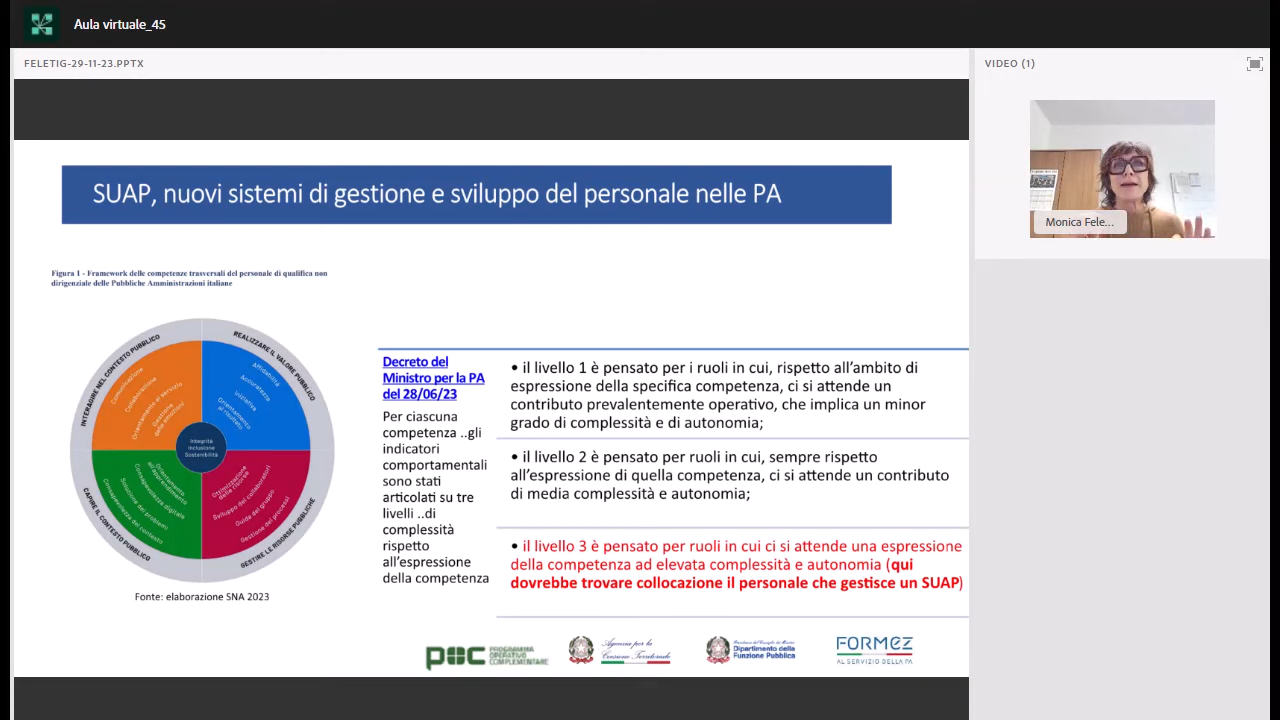 Aula virtuale_45
FELETIG-29-11-23.PPTX
VIDEO (1)
Monica Fele...
SUAP, nuovi sistemi di gestione e sviluppo del personale nelle PA
Figura 1 - Framework delle competenze trasversali del personale di qualifica non
dirigenziale delle Pubbliche Amministrazioni italiane
INTERAGIRE NEL CONTESTO PUBBLICO
Comunicazione
Collaborazione
Orientamento al servizio
Gestione
delle emozioni
REALIZZARE IL VALORE PUBBLICO
Affidabilità
Accuratezza
Iniziativa
Orientamento
al risultato
Integrità
Inclusione
Sostenibilità
CAPIRE IL CONTESTO PUBBLICO
Orientamento
all'apprendimento
Consapevolezza digitale
Soluzione dei problemi
Consapevolezza del contesto
GESTIRE LE RISORSE PUBBLICHE
Ottimizzazione
delle risorse
Sviluppo dei collaboratori
Guida del gruppo
Gestione dei processi
Fonte: elaborazione SNA 2023
Decreto del
Ministro per la PA
del 28/06/23
Per ciascuna
competenza ..gli
indicatori
comportamentali
sono stati
articolati su tre
livelli ..di
complessità
rispetto
all'espressione
della competenza
• il livello 1 è pensato per i ruoli in cui, rispetto all'ambito di
espressione della specifica competenza, ci si attende un
contributo prevalentemente operativo, che implica un minor
grado di complessità e di autonomia;
• il livello 2 è pensato per ruoli in cui, sempre rispetto
all'espressione di quella competenza, ci si attende un contributo
di media complessità e autonomia;
• il livello 3 è pensato per ruoli in cui ci si attende una espressione
della competenza ad elevata complessità e autonomia (qui
dovrebbe trovare collocazione il personale che gestisce un SUAP)
POC PROGRAMMA
OPERATIVO
COMPLEMENTARE
Agenzia per la
Coesione Territoriale
Presidenza del Consiglio dei Ministri
Dipartimento della
Funzione Pubblica
FORMEZ
AL SERVIZIO DELLA PA